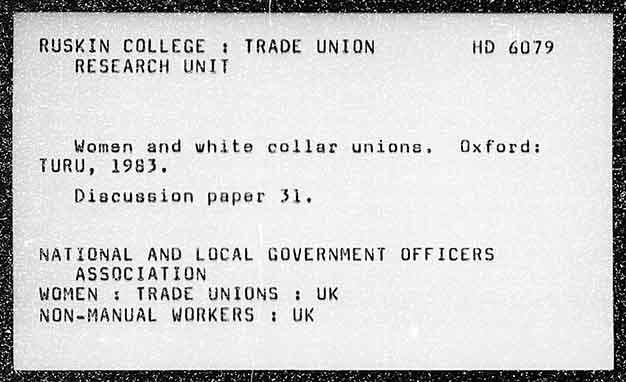 RUSKIN COLLEGE : TRADE UNION HD 6079
RESEARCH UNIT
Women and white collar unions. Oxford:
TURU, 1983.
Discussion paper 31.
NATIONAL AND LOCAL GOVERNMENT OFFICERS
ASSOCIATION
WOMEN : TRADE UNIONS : UK
NON-MANUAL WORKERS : UK